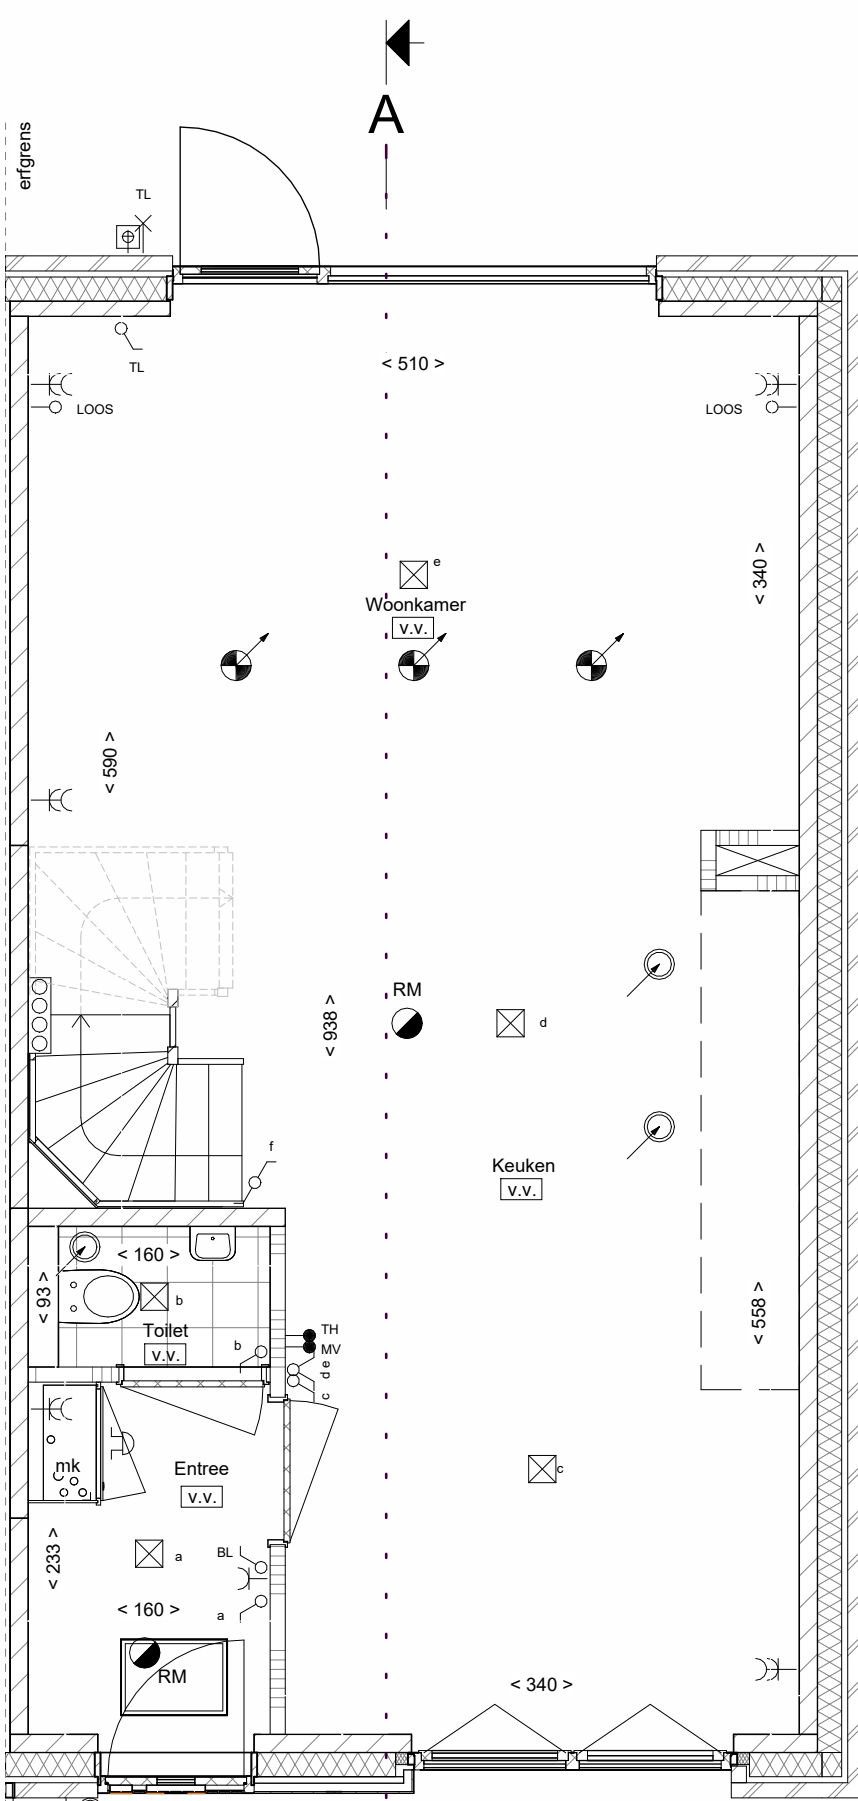 A
erfgrens
TL
TL
< 510 >
LOOS
LOOS
e
Woonkamer
v.v.
< 340 >
< 590 >
RM
d
< 938 >
Keuken
v.v.
f
< 160 >
< 93 >
b
Toilet
v.v.
b
TH
MV
d e
c
< 558 >
mk
Entree
v.v.
c
< 233 >
a
BL
a
< 160 >
RM
< 340 >